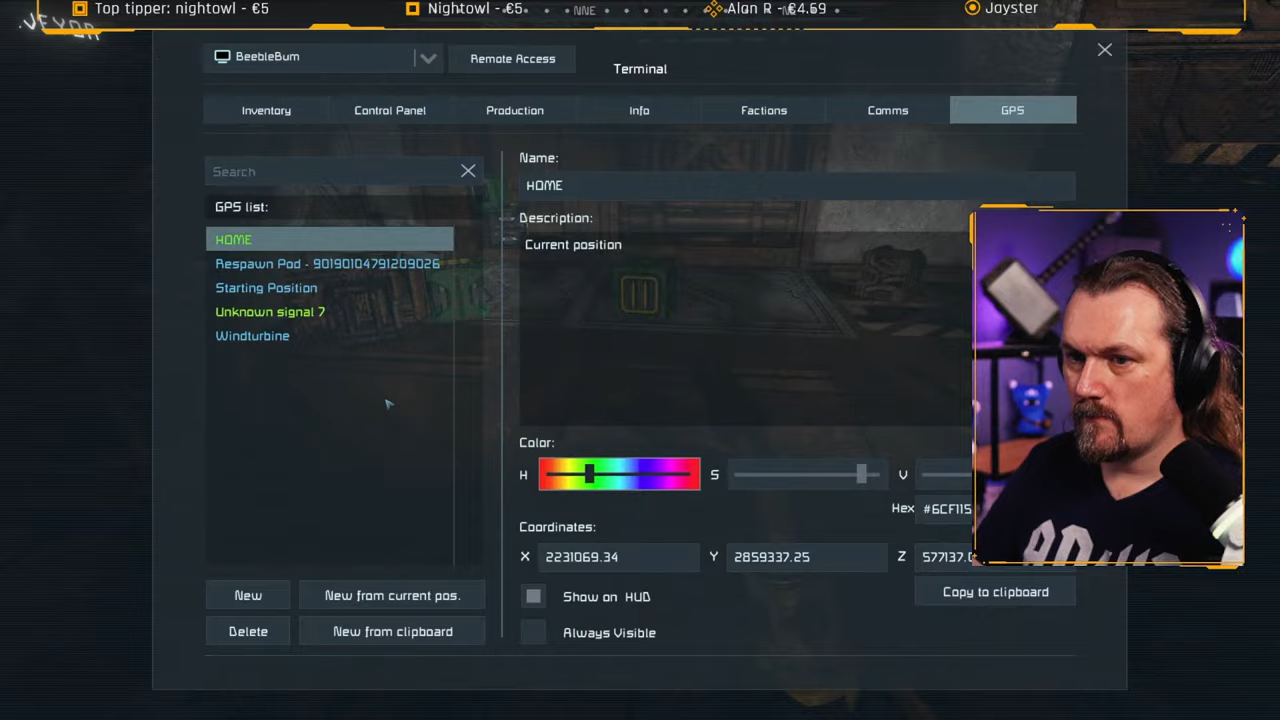 Top tipper: nightowl - €5
Nightowl - €5
NNE
Alan R - €4.69
Jayster
BeebleBum
Remote Access
Terminal
Inventory
Control Panel
Production
Info
Factions
Comms
GPS
Search
GPS list:
HOME
Respawn Pod - 90190104791209026
Starting Position
Unknown signal 7
Windturbine
New
New from current pos.
Delete
New from clipboard
Name:
HOME
Description:
Current position
Color:
H
S
V
Hex
#6CF115
Coordinates:
X
2231069.34
Y
2859337.25
Z
577137.0
Show on HUD
Always Visible
Copy to clipboard